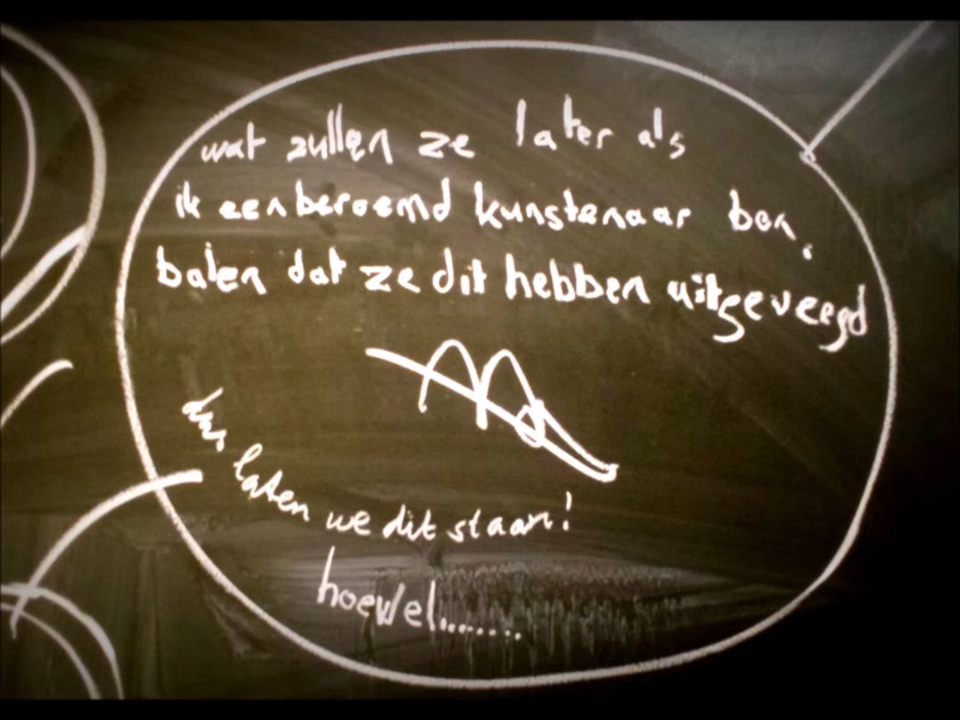 wat zullen ze later als
ik een beroemd kunstenaar ben.
balen dat ze dit hebben uitgeveegd
dus laten we dit staan!
hoewel.......